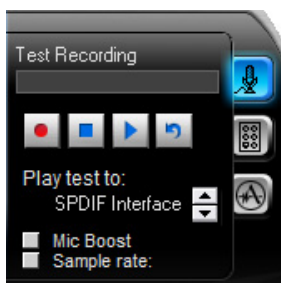 Test Recording
Play test to:
SPDIF Interface
Mic Boost
Sample rate: